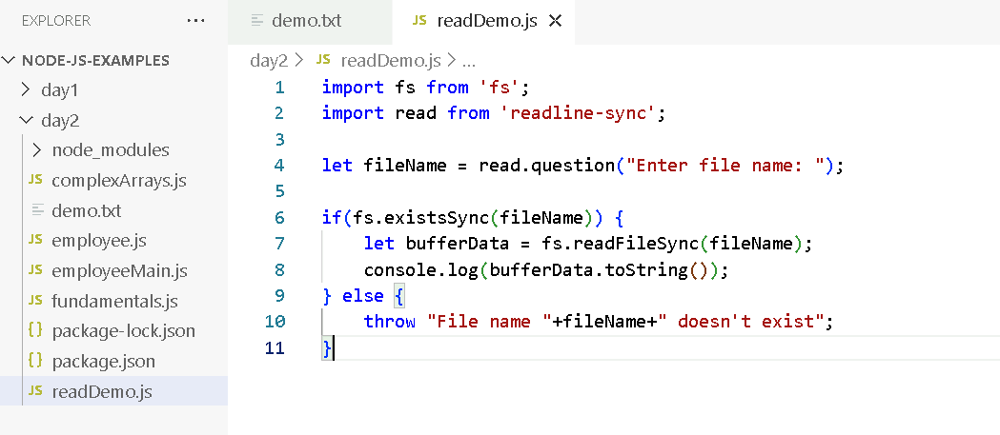 EXPLORER ...
NODE-JS-EXAMPLES
day1
day2
node_modules
JS complexArrays.js
demo.txt
JS employee.js
JS employeeMain.js
JS fundamentals.js
{} package-lock.json
{} package.json
JS readDemo.js
demo.txt JS readDemo.js ×
day2 > JS readDemo.js > ...
1 import fs from 'fs';
2 import read from 'readline-sync';
3
4 let fileName = read.question("Enter file name: ");
5
6 if(fs.existsSync(fileName)) {
7     let bufferData = fs.readFileSync(fileName);
8     console.log(bufferData.toString());
9 } else {
10     throw "File name "+fileName+" doesn't exist";
11 }